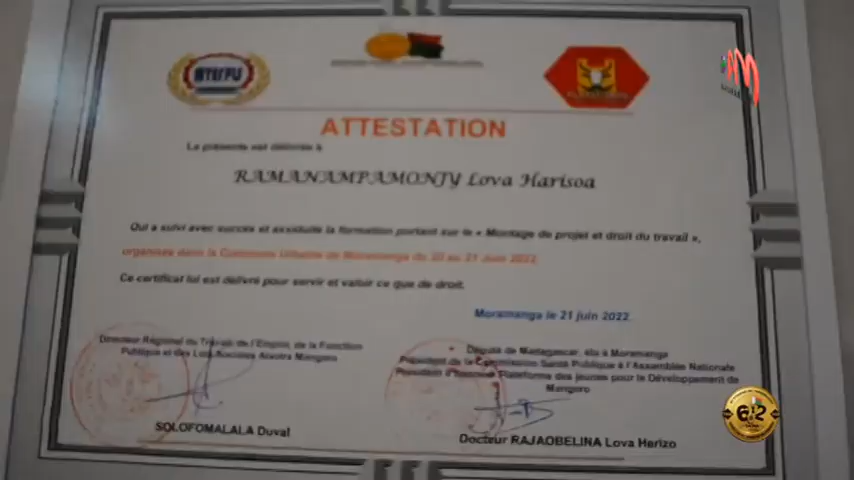 MTEFPLS
ATTESTATION
La présente est délivrée à
RAMANAMPAMONJY Lova Harisoa
Qui a suivi avec succès et assiduité la formation portant sur le « Montage de projet et droit du travail »,
organisée dans la Commune Urbaine de Moramanga du 20 au 21 Juin 2022
Ce certificat lui est délivré pour servir et valoir ce que de droit.
Moramanga le 21 juin 2022
Directeur Régional du Travail de l'Emploi, de la Fonction
Publique et des Lois Sociales Alaotra Mangoro
SOLOFOMALALA Duval
Député de Madagascar, élu à Moramanga
Président de la Commission Santé Publique à l'Assemblée Nationale
Président d'honneur Plateforme des jeunes pour le Développement de
Mangoro
Docteur RAJAOBELINA Lova Herizo
62